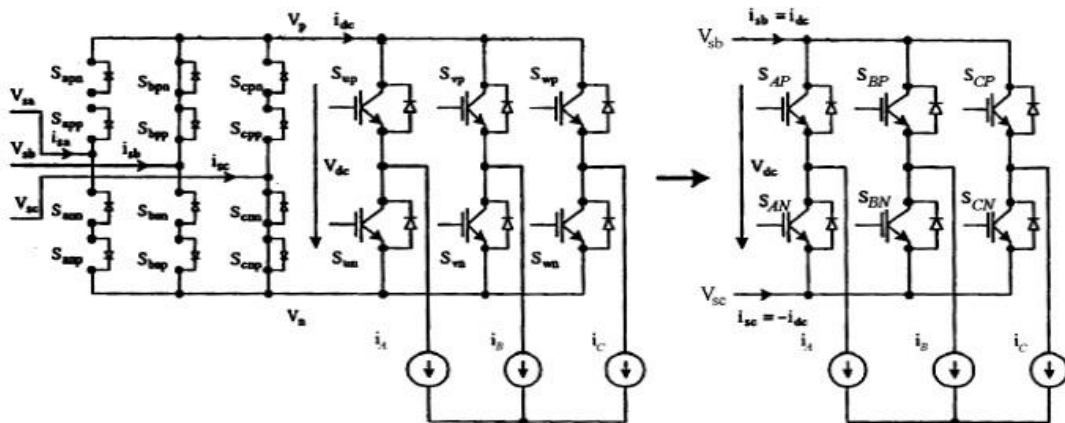 V_p i_dc
i_sb = i_dc
V_sb
S_apn S_bpn S_cpn S_up S_vp S_wp
S_AP S_BP S_CP
V_sa
S_app S_bpp S_cpp
i_sa
V_sb i_sb i_sc
V_dc
V_dc
V_sc
S_ann S_bnn S_cnn
S_AN S_BN S_CN
S_anp S_bnp S_cnp S_un S_vn S_wn
V_n
V_sc
i_sc = -i_dc
i_A i_B i_C
i_A i_B i_C